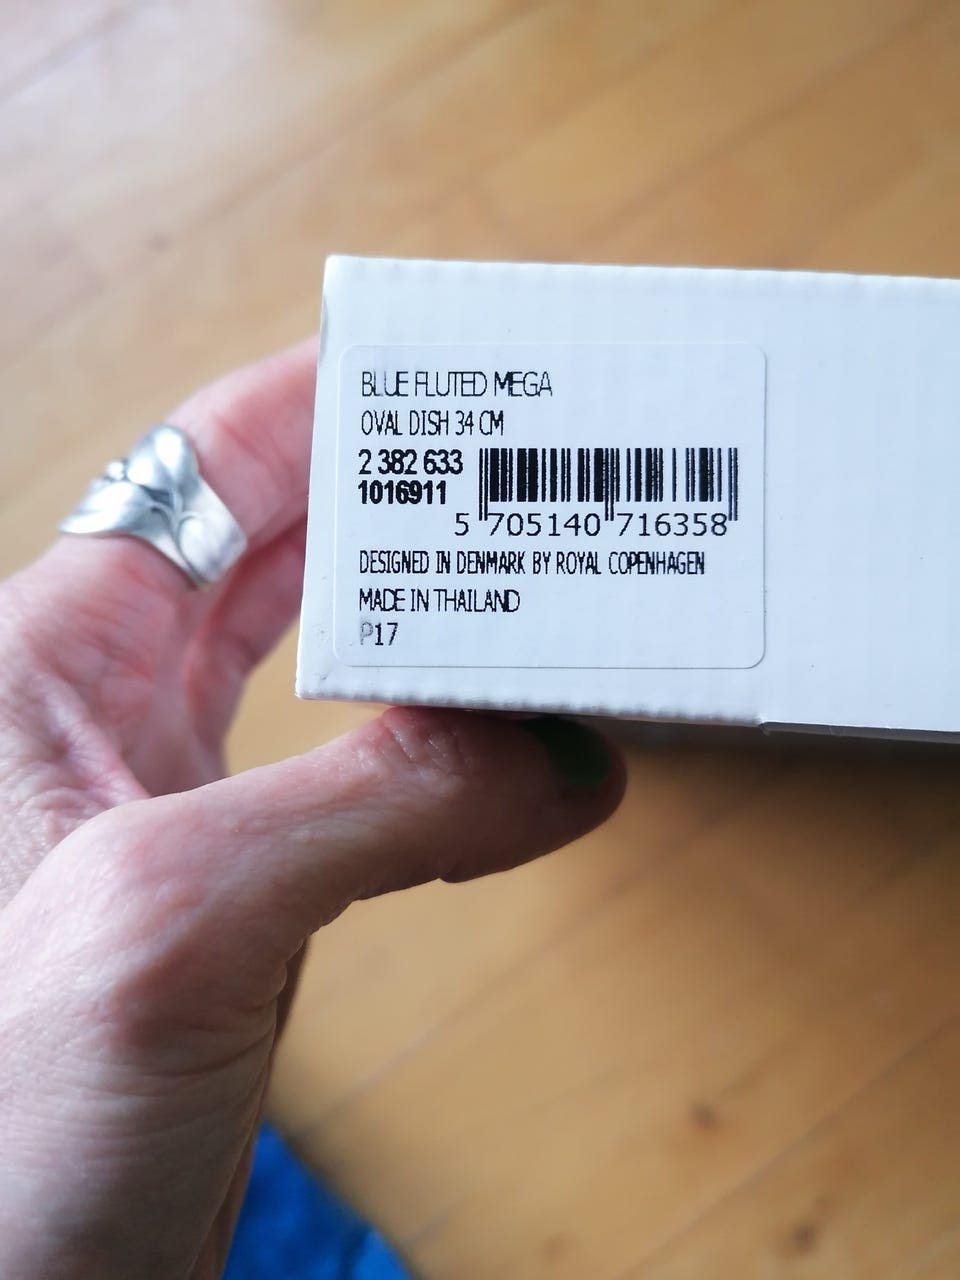 BLUE FLUTED MEGA
OVAL DISH 34 CM
2 382 633
1016911
5 705140 716358
DESIGNED IN DENMARK BY ROYAL COPENHAGEN
MADE IN THAILAND
P17